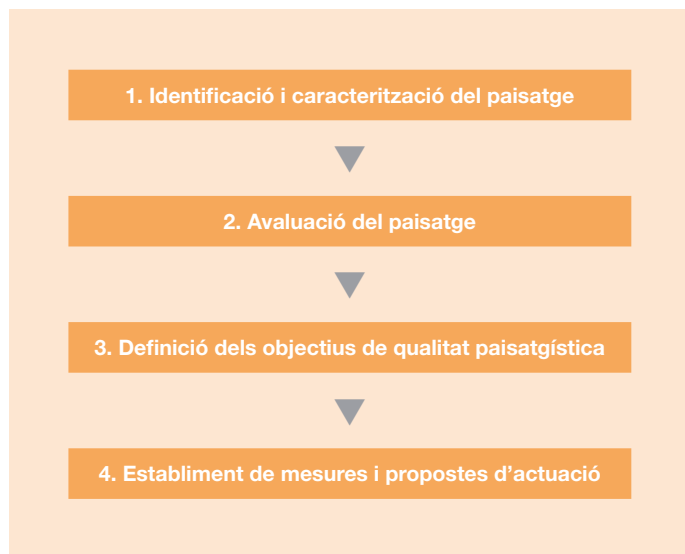 1. Identificació i caracterització del paisatge
2. Avaluació del paisatge
3. Definició dels objectius de qualitat paisatgística
4. Establiment de mesures i propostes d’actuació